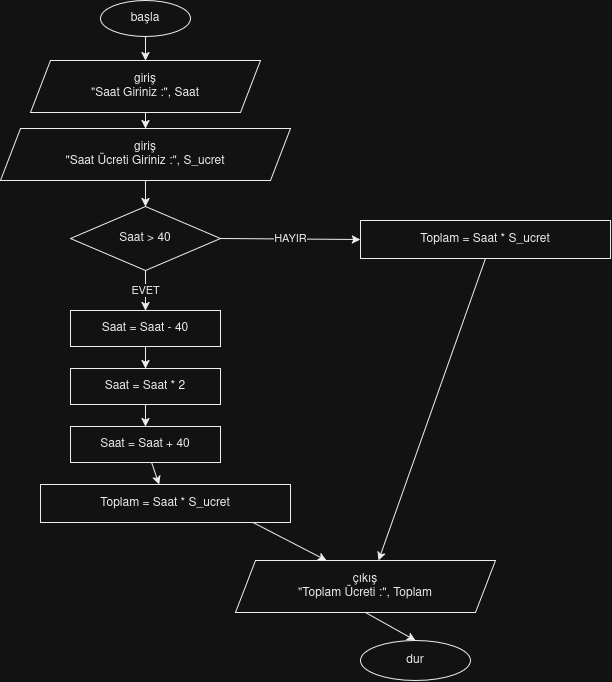 başla
giriş
"Saat Giriniz :", Saat
giriş
"Saat Ücreti Giriniz :", S_ucret
Saat > 40
HAYIR
Toplam = Saat * S_ucret
EVET
Saat = Saat - 40
Saat = Saat * 2
Saat = Saat + 40
Toplam = Saat * S_ucret
çıkış
"Toplam Ücreti :", Toplam
dur